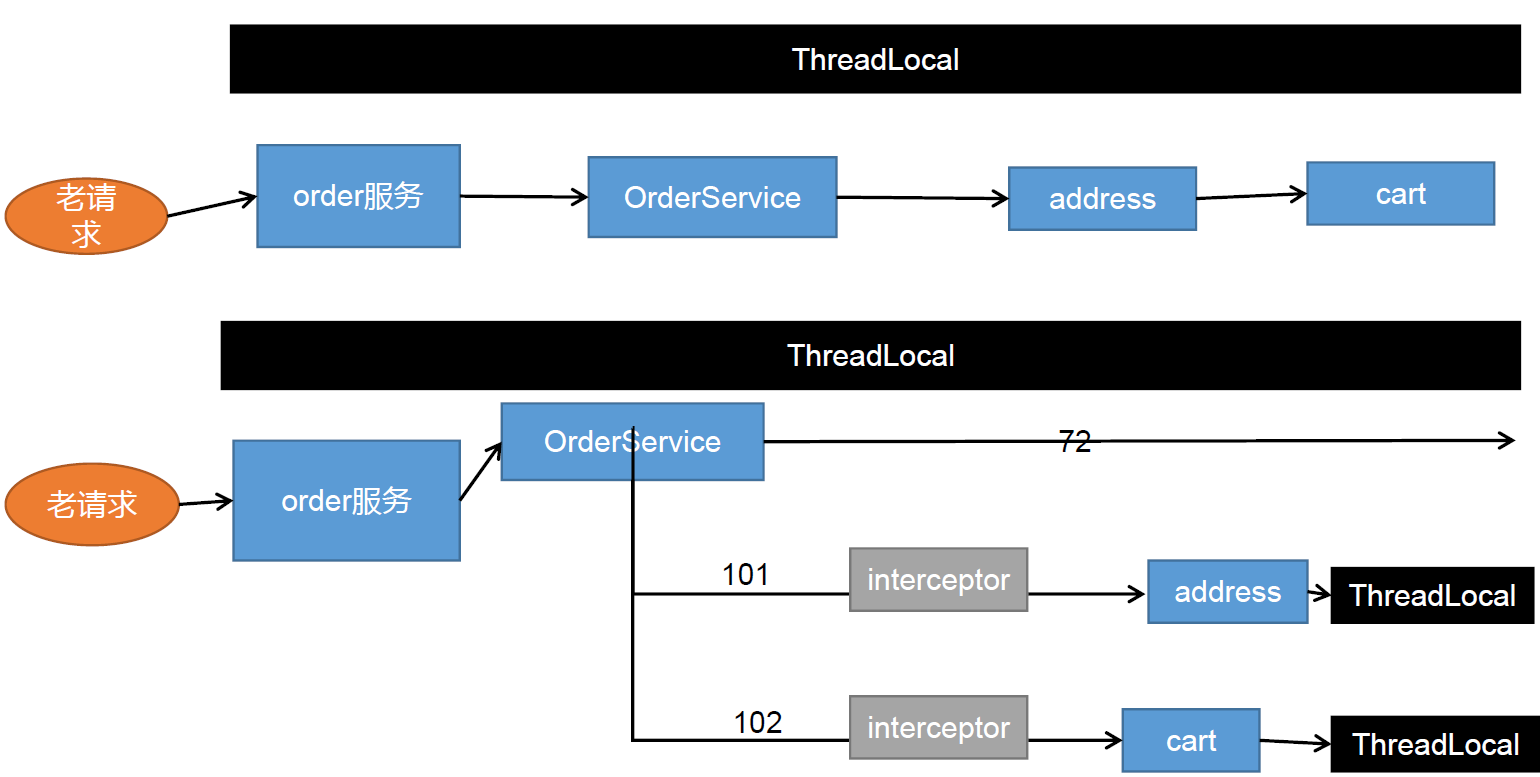 ThreadLocal
老请
求
order服务
OrderService
address
cart
ThreadLocal
OrderService
72
老请求
order服务
101
interceptor
address
ThreadLocal
102
interceptor
cart
ThreadLocal